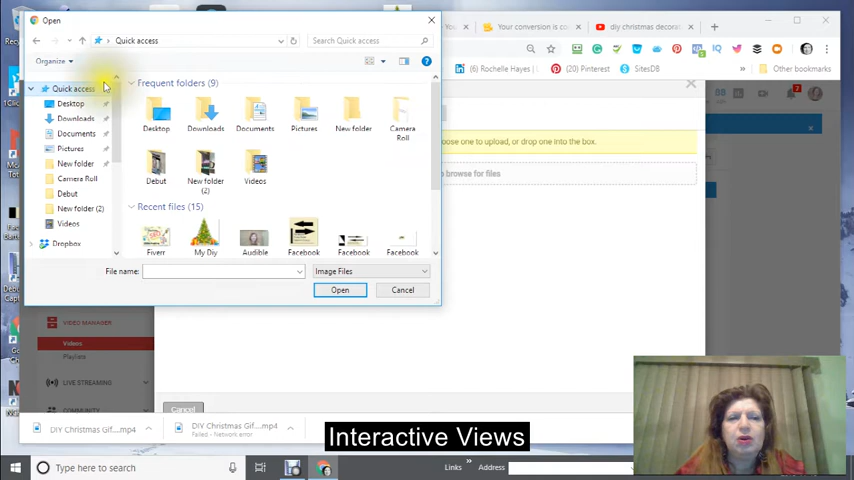 Open
Quick access
Search Quick access
Organize
Quick access
Desktop
Downloads
Documents
Pictures
New folder
Camera Roll
Debut
New folder (2)
Videos
Dropbox
Frequent folders (9)
Desktop
Downloads
Documents
Pictures
New folder
Camera
Roll
Debut
New folder
(2)
Videos
Recent files (15)
Fiverr
My Diy
Audible
Facebook
Facebook
Facebook
File name:
Image Files
Open
Cancel
Your conversion is c
diy christmas decora
Rochelle Hayes |
Pinterest
SitesDB
Other bookmarks
oose one to upload, or drop one into the box.
browse for files
VIDEO MANAGER
Videos
Playlists
LIVE STREAMING
COMMUNITY
Cancel
DIY Christmas Gif....mp4
DIY Christmas Gif....mp4
Failed - Network error
Interactive Views
Type here to search
Links
Address